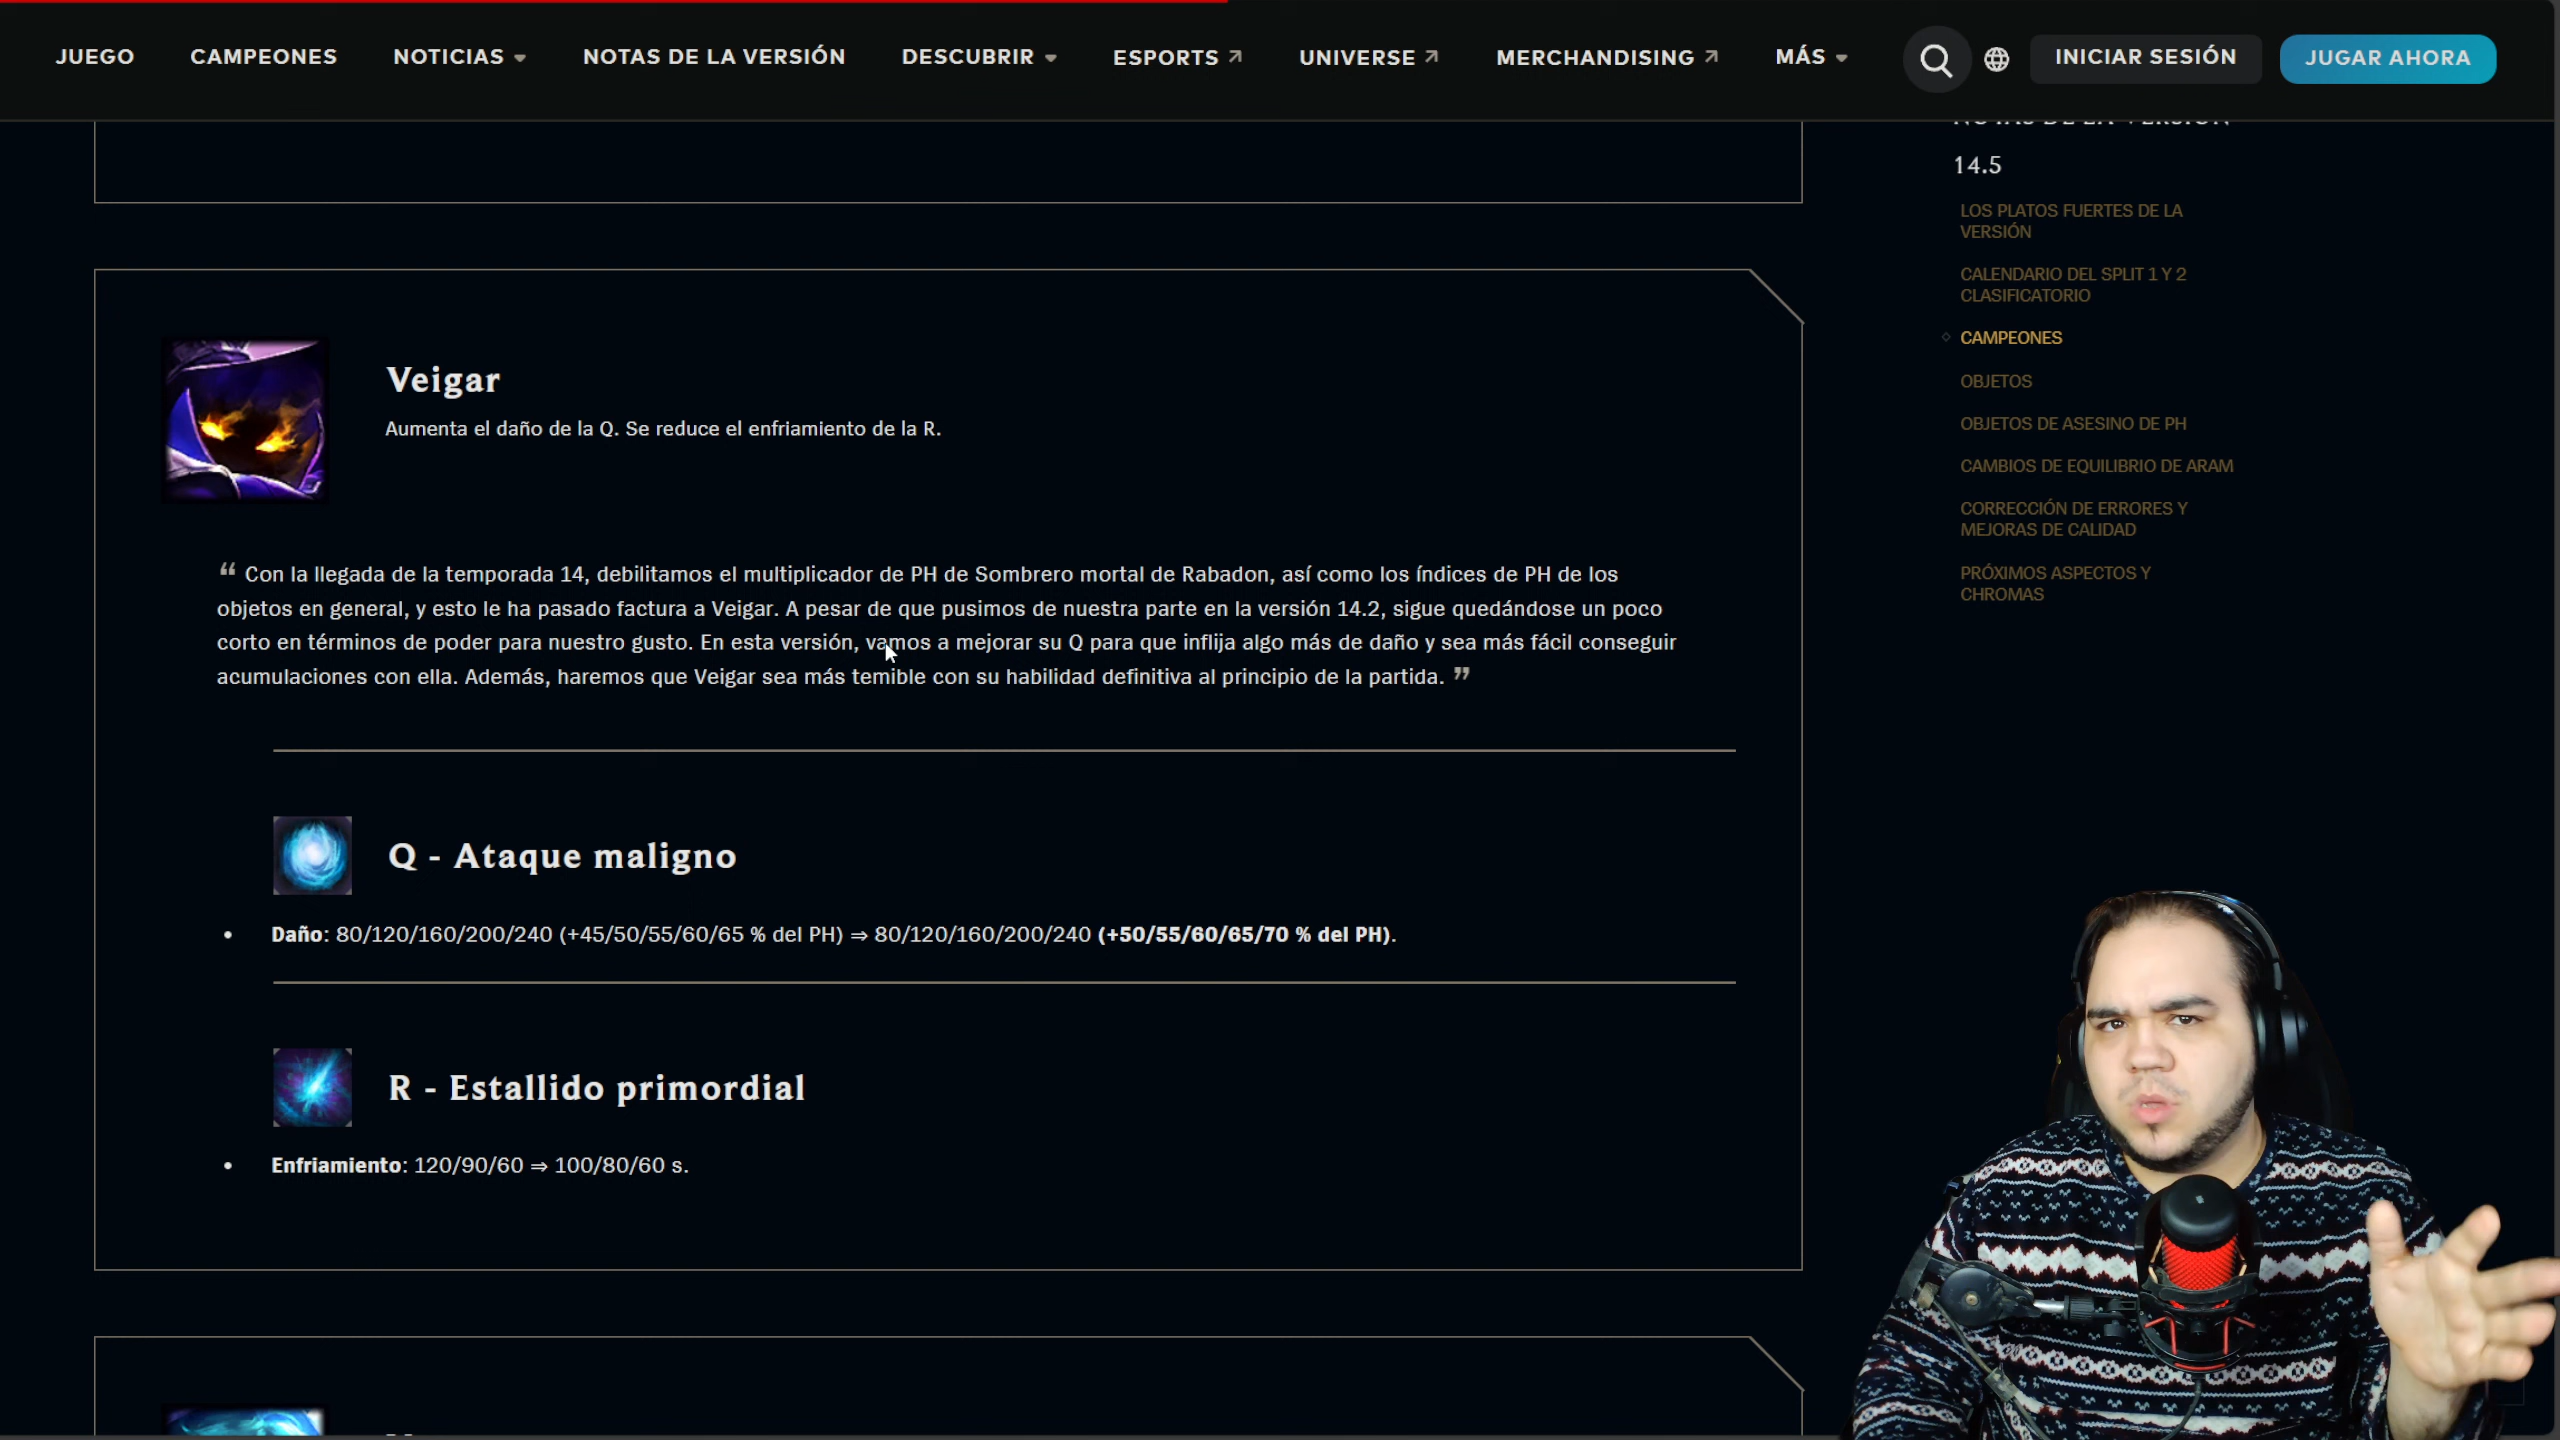 JUEGO CAMPEONES NOTICIAS NOTAS DE LA VERSIÓN DESCUBRIR ESPORTS UNIVERSE MERCHANDISING MÁS INICIAR SESIÓN JUGAR AHORA
NOTAS DE LA VERSIÓN
14.5
LOS PLATOS FUERTES DE LA
VERSIÓN
CALENDARIO DEL SPLIT 1 Y 2
CLASIFICATORIO
CAMPEONES
OBJETOS
OBJETOS DE ASESINO DE PH
CAMBIOS DE EQUILIBRIO DE ARAM
CORRECCIÓN DE ERRORES Y
MEJORAS DE CALIDAD
PRÓXIMOS ASPECTOS Y
CHROMAS
Veigar
Aumenta el daño de la Q. Se reduce el enfriamiento de la R.
“ Con la llegada de la temporada 14, debilitamos el multiplicador de PH de Sombrero mortal de Rabadon, así como los índices de PH de los
objetos en general, y esto le ha pasado factura a Veigar. A pesar de que pusimos de nuestra parte en la versión 14.2, sigue quedándose un poco
corto en términos de poder para nuestro gusto. En esta versión, vamos a mejorar su Q para que inflija algo más de daño y sea más fácil conseguir
acumulaciones con ella. Además, haremos que Veigar sea más temible con su habilidad definitiva al principio de la partida. ”
Q - Ataque maligno
• Daño: 80/120/160/200/240 (+45/50/55/60/65 % del PH) ⇒ 80/120/160/200/240 (+50/55/60/65/70 % del PH).
R - Estallido primordial
• Enfriamiento: 120/90/60 ⇒ 100/80/60 s.